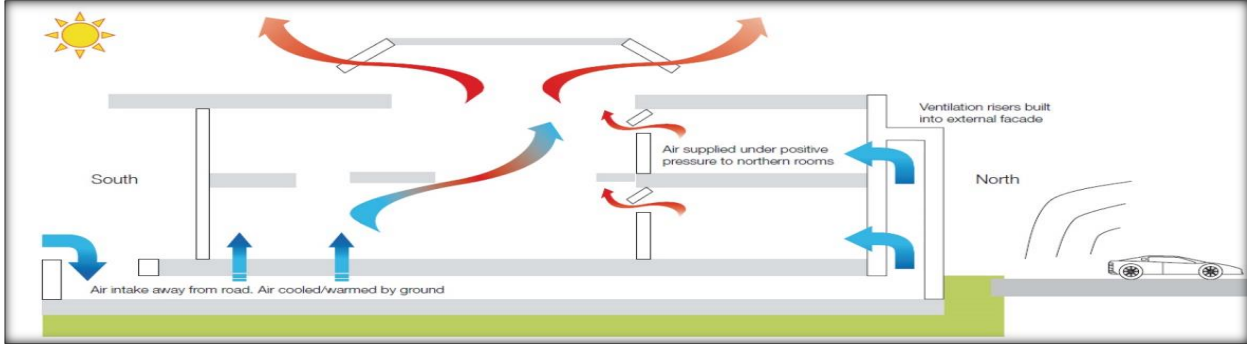 Ventilation risers built
into external facade
Air supplied under positive
pressure to northern rooms
South
North
Air intake away from road. Air cooled/warmed by ground